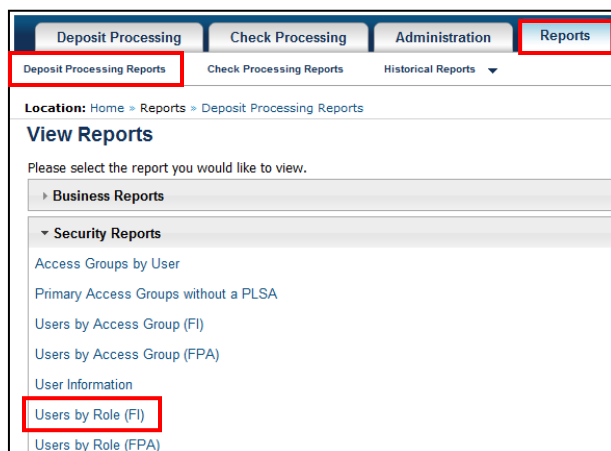 Deposit Processing Check Processing Administration Reports
Deposit Processing Reports Check Processing Reports Historical Reports
Location: Home » Reports » Deposit Processing Reports
View Reports
Please select the report you would like to view.
Business Reports
Security Reports
Access Groups by User
Primary Access Groups without a PLSA
Users by Access Group (FI)
Users by Access Group (FPA)
User Information
Users by Role (FI)
Users by Role (FPA)